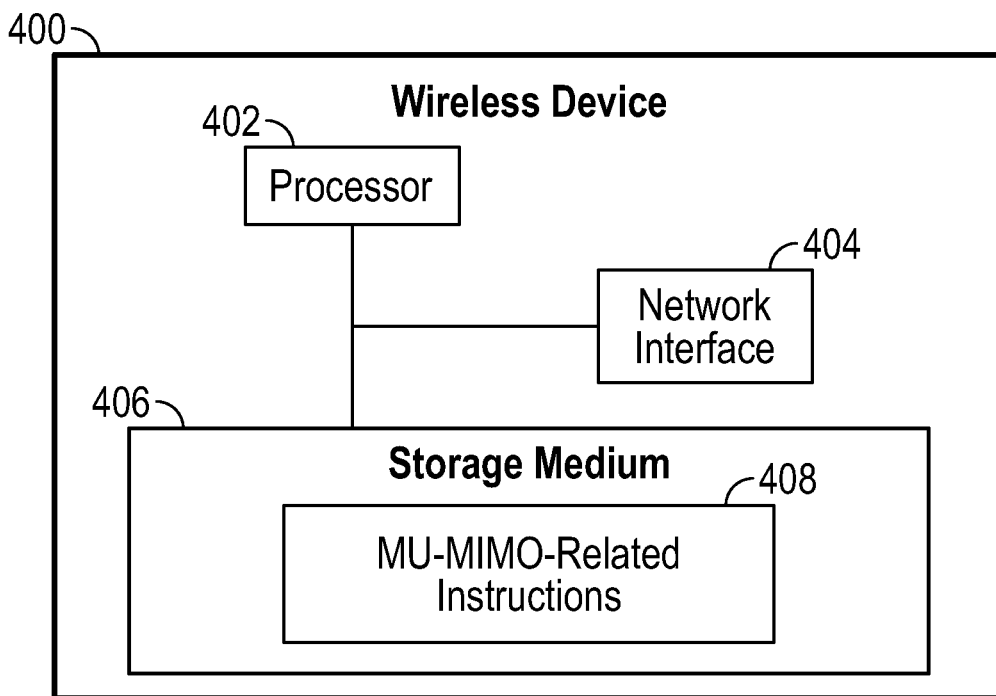 400
Wireless Device
402
Processor
404
Network
Interface
406
Storage Medium
408
MU-MIMO-Related
Instructions